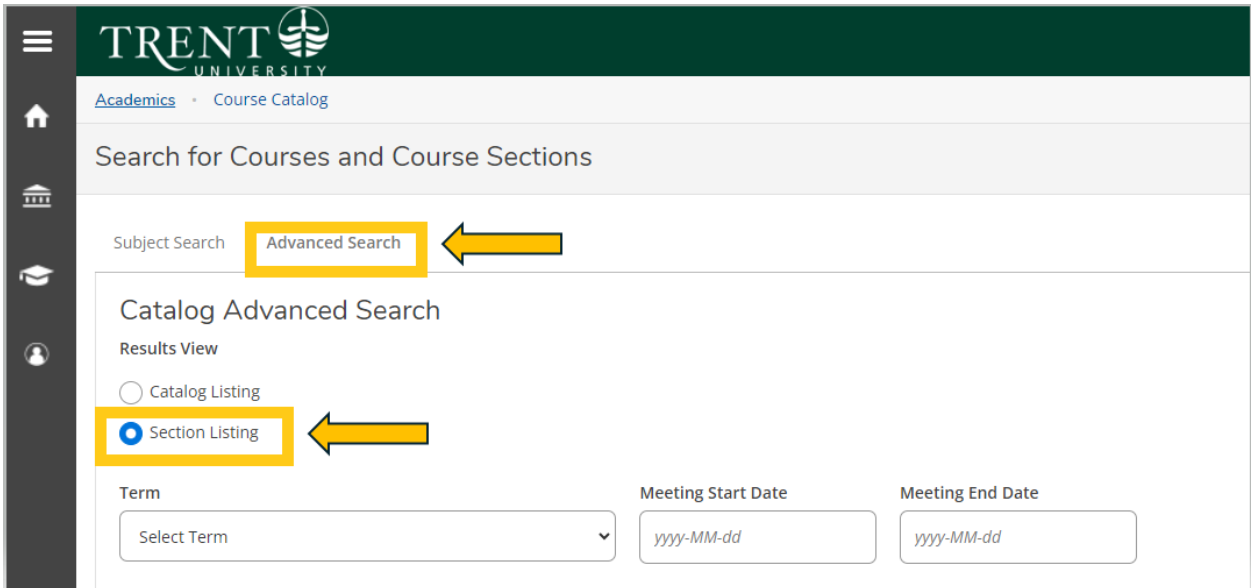 TRENT
UNIVERSITY
Academics • Course Catalog
Search for Courses and Course Sections
Subject Search Advanced Search
Catalog Advanced Search
Results View
Catalog Listing
Section Listing
Term Meeting Start Date Meeting End Date
Select Term yyyy-MM-dd yyyy-MM-dd